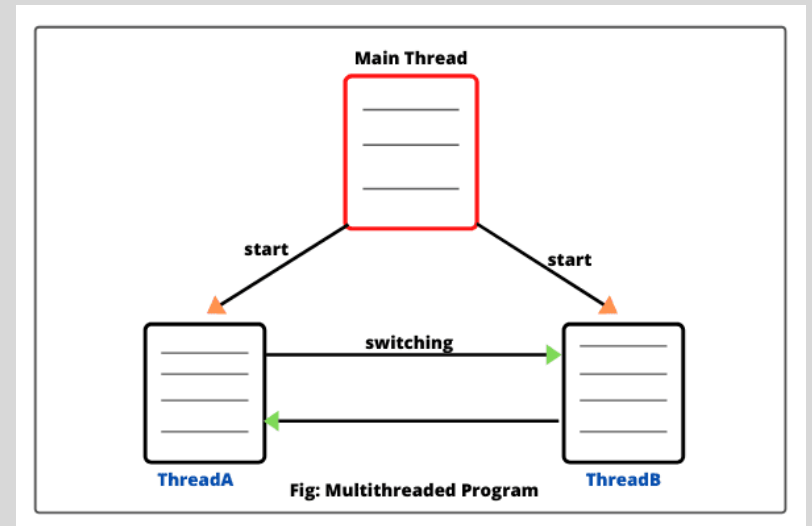 Main Thread
start
start
switching
ThreadA
ThreadB
Fig: Multithreaded Program